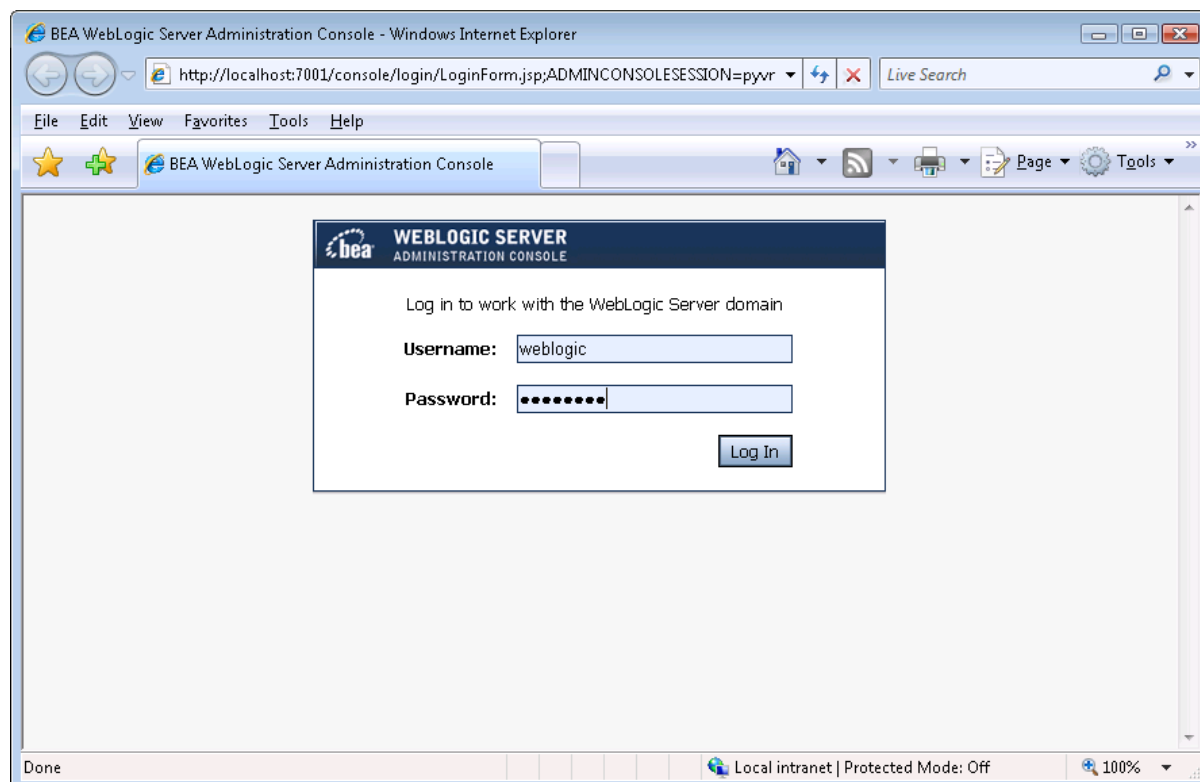 BEA WebLogic Server Administration Console - Windows Internet Explorer
http://localhost:7001/console/login/LoginForm.jsp;ADMINCONSOLESESSION=pyvr
Live Search
File Edit View Favorites Tools Help
BEA WebLogic Server Administration Console
Page Tools
bea WEBLOGIC SERVER
ADMINISTRATION CONSOLE
Log in to work with the WebLogic Server domain
Username: weblogic
Password: ••••••••
Log In
Done Local intranet | Protected Mode: Off 100%